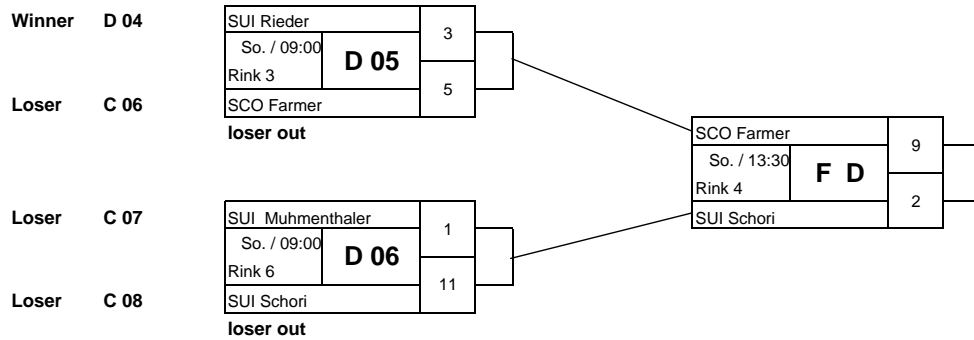 Winner D 04 SUI Rieder 3
So. / 09:00 D 05
Rink 3
Loser C 06 SCO Farmer 5
loser out
SCO Farmer 9
So. / 13:30 F D
Rink 4
SUI Schori 2
Loser C 07 SUI Muhmenthaler 1
So. / 09:00 D 06
Rink 6
Loser C 08 SUI Schori 11
loser out